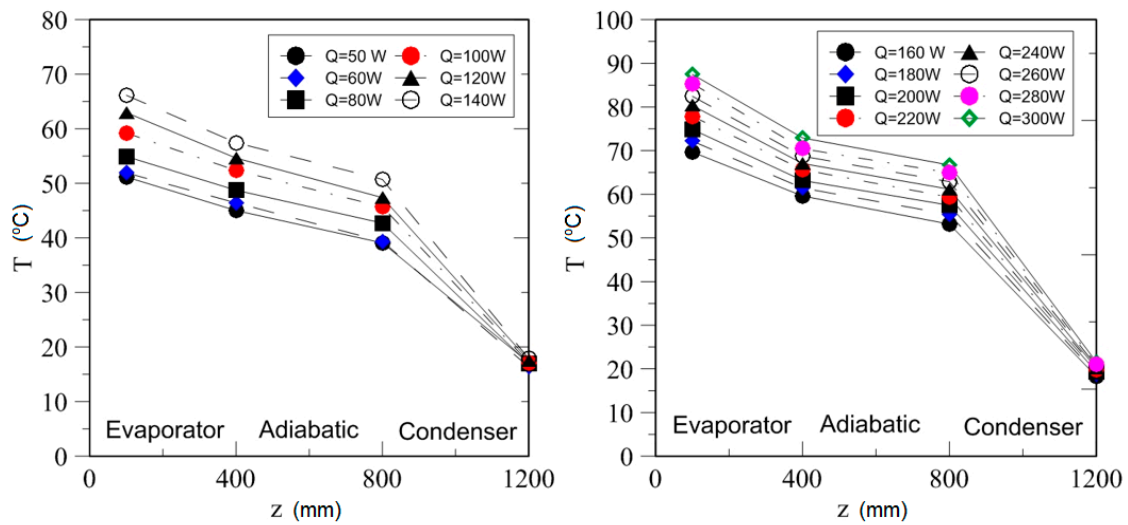 80
70
60
50
40
30
20
10
0
T (ºC)
Q=50 W Q=100W
Q=60W Q=120W
Q=80W Q=140W
Evaporator Adiabatic Condenser
0 400 800 1200
z (mm)
100
90
80
70
60
50
40
30
20
10
0
T (ºC)
Q=160 W Q=240W
Q=180W Q=260W
Q=200W Q=280W
Q=220W Q=300W
Evaporator Adiabatic Condenser
0 400 800 1200
z (mm)